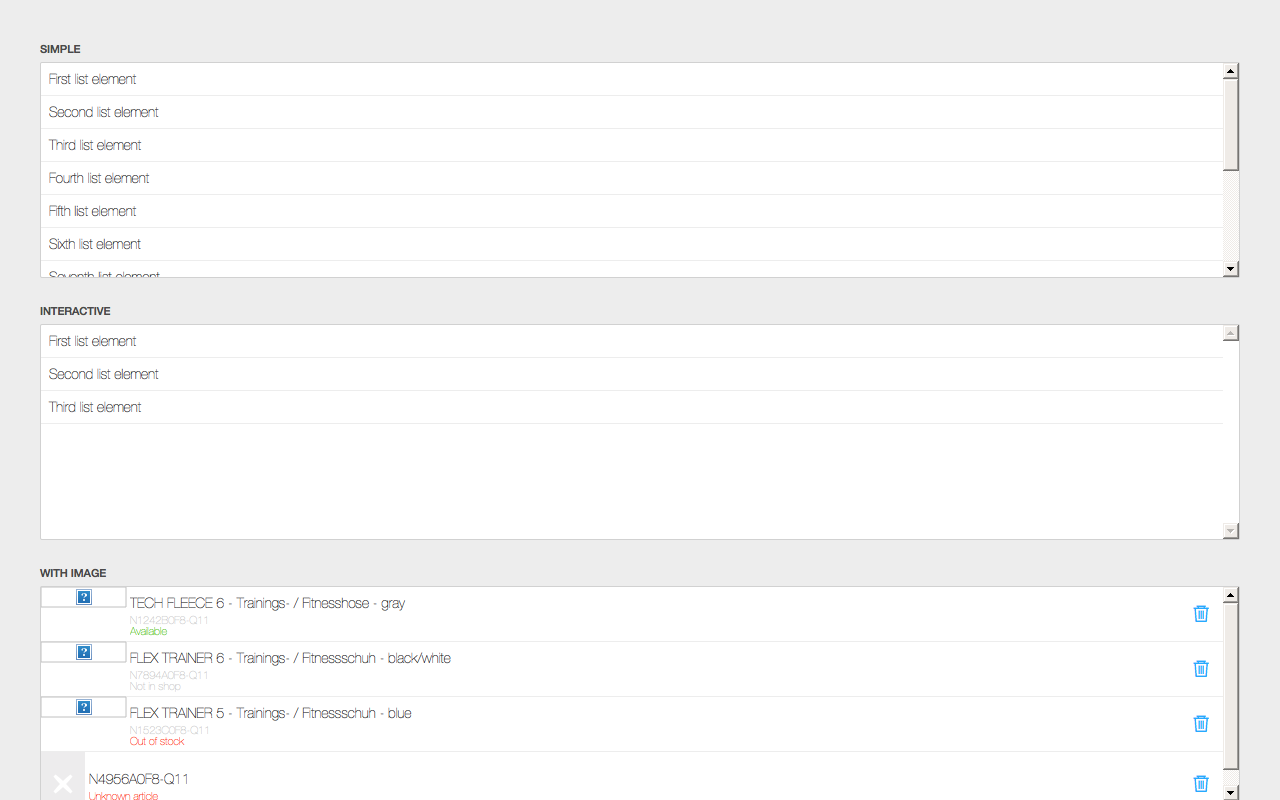 SIMPLE
First list element
Second list element
Third list element
Fourth list element
Fifth list element
Sixth list element
Seventh list element
INTERACTIVE
First list element
Second list element
Third list element
WITH IMAGE
TECH FLEECE 6 - Trainings- / Fitnesshose - gray
N1242B0F8-Q11
Available
FLEX TRAINER 6 - Trainings- / Fitnessschuh - black/white
N7894A0F8-Q11
Not in shop
FLEX TRAINER 5 - Trainings- / Fitnessschuh - blue
N1523C0F8-Q11
Out of stock
N4956A0F8-Q11
Unknown article